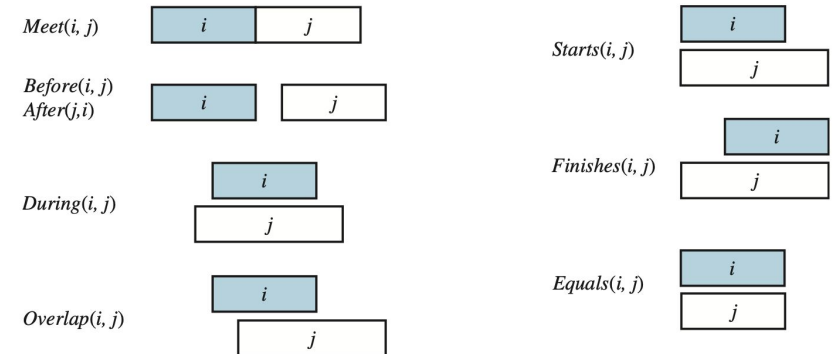 Meet(i, j)
i
j
Before(i, j)
After(j,i)
i
j
During(i, j)
i
j
Overlap(i, j)
i
j
Starts(i, j)
i
j
Finishes(i, j)
i
j
Equals(i, j)
i
j